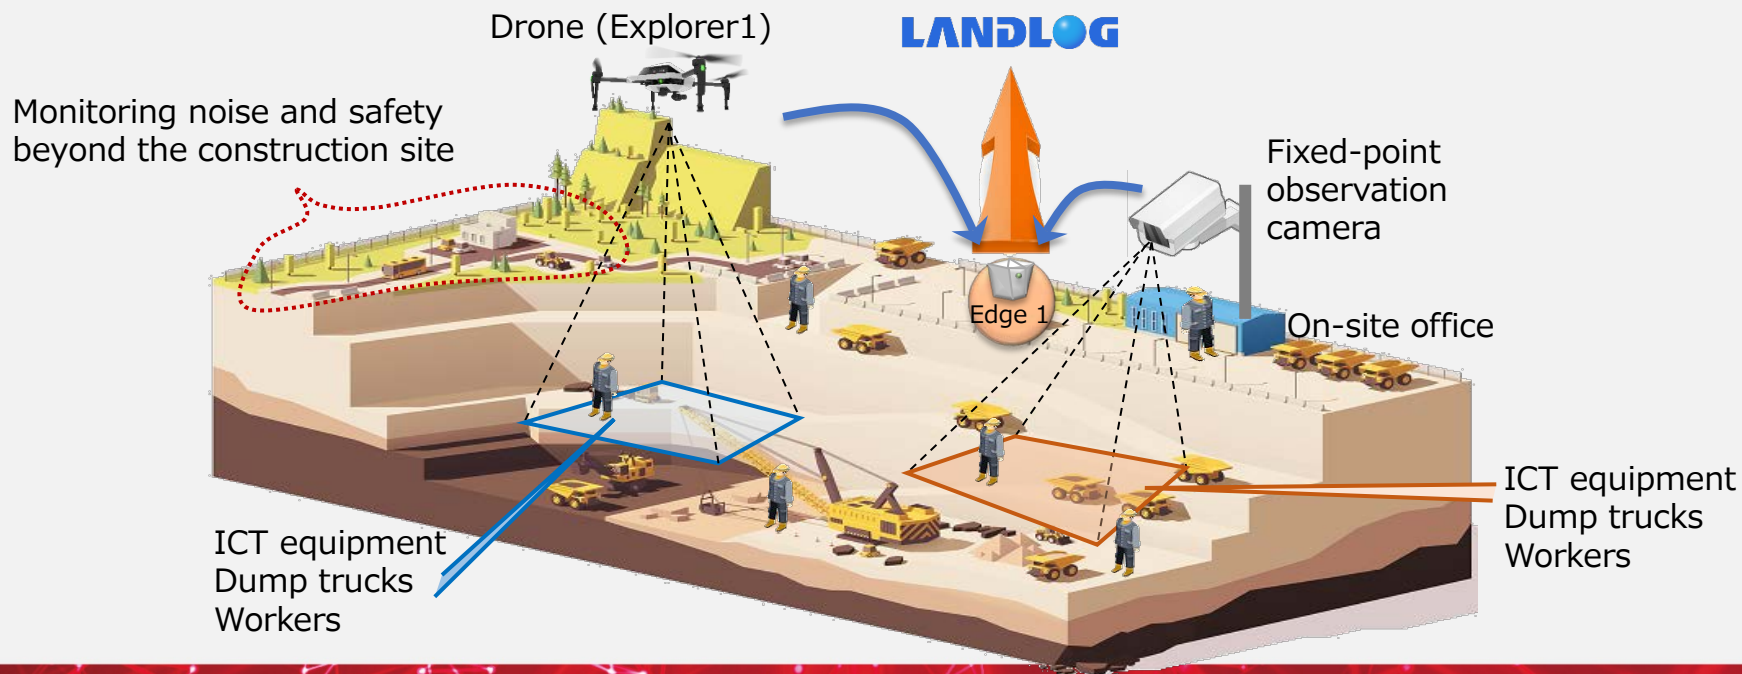 Drone (Explorer1)
LANDLOG
Monitoring noise and safety
beyond the construction site
Fixed-point
observation
camera
Edge 1
On-site office
ICT equipment
Dump trucks
Workers
ICT equipment
Dump trucks
Workers